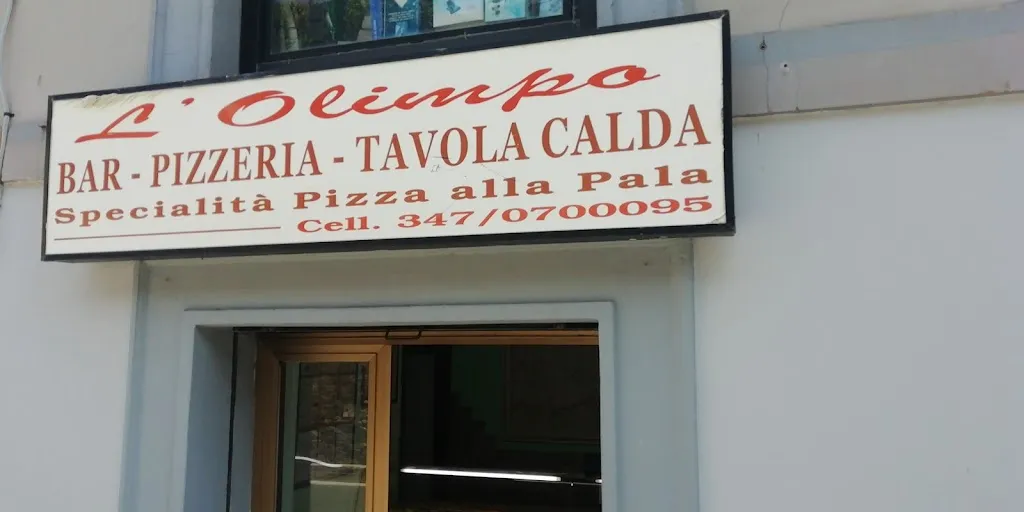 L'Olimpo
BAR - PIZZERIA - TAVOLA CALDA
Specialità Pizza alla Pala
Cell. 347/0700095